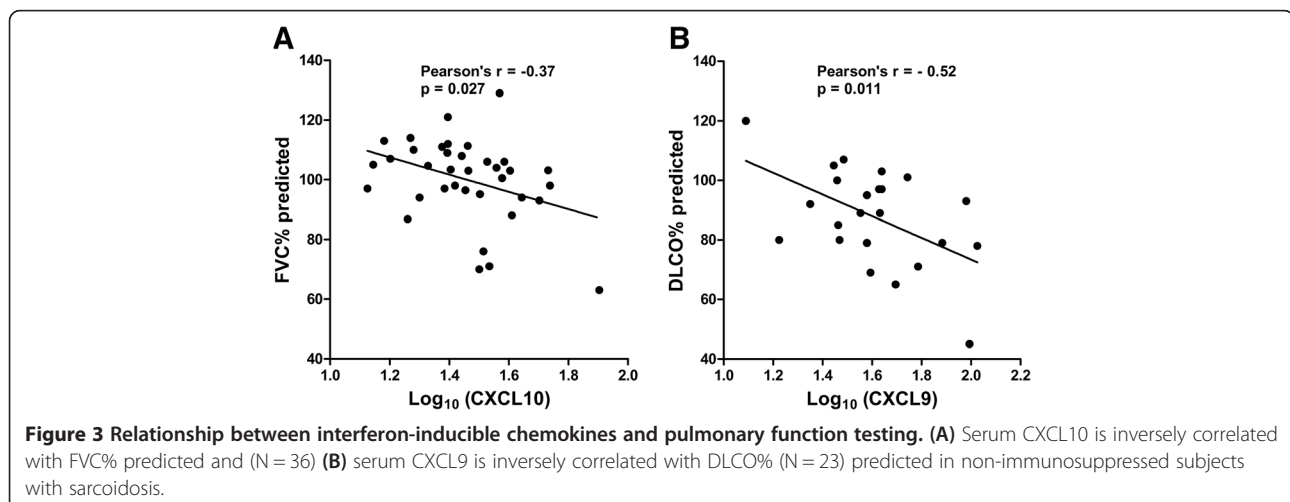 A
Pearson's r = -0.37
p = 0.027
FVC% predicted
140
120
100
80
60
40
1.0 1.2 1.4 1.6 1.8 2.0
Log10 (CXCL10)
B
Pearson's r = - 0.52
p = 0.011
DLCO% predicted
140
120
100
80
60
40
1.0 1.2 1.4 1.6 1.8 2.0 2.2
Log10 (CXCL9)
Figure 3 Relationship between interferon-inducible chemokines and pulmonary function testing. (A) Serum CXCL10 is inversely correlated
with FVC% predicted and (N = 36) (B) serum CXCL9 is inversely correlated with DLCO% (N = 23) predicted in non-immunosuppressed subjects
with sarcoidosis.